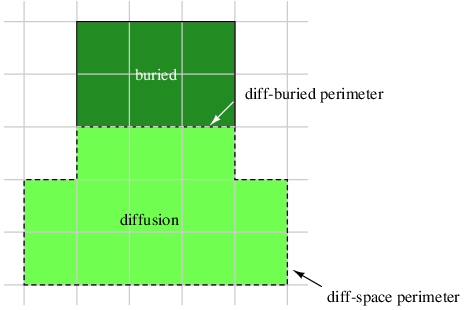 buried
diff-buried perimeter
diffusion
diff-space perimeter